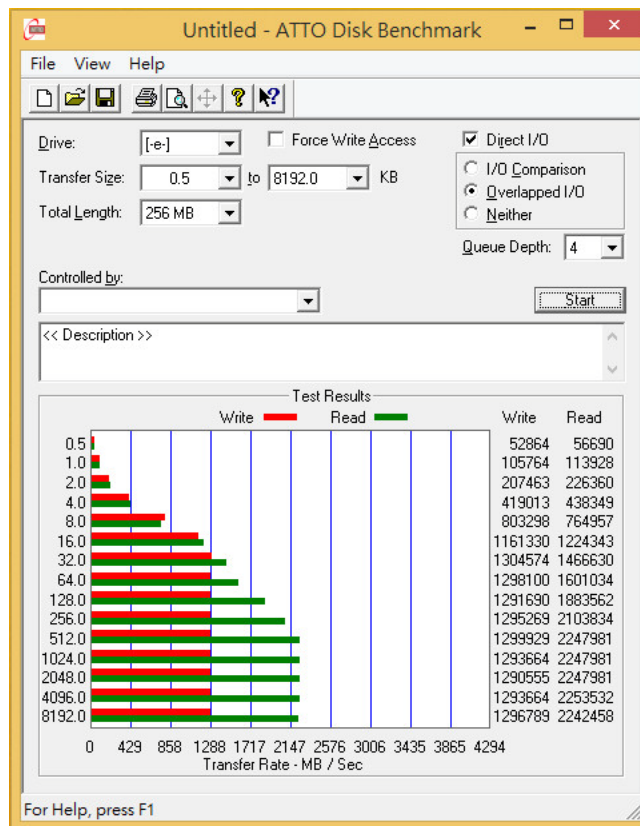 Untitled - ATTO Disk Benchmark
File View Help
Drive: [-e-] Force Write Access Direct I/O
Transfer Size: 0.5 to 8192.0 KB
I/O Comparison
Overlapped I/O
Neither
Total Length: 256 MB
Queue Depth: 4
Controlled by:
Start
<< Description >>
Test Results
Write Read Write Read
0.5 52864 56690
1.0 105764 113928
2.0 207463 226360
4.0 419013 438349
8.0 803298 764957
16.0 1161330 1224343
32.0 1304574 1466630
64.0 1298100 1601034
128.0 1291690 1883562
256.0 1295269 2103834
512.0 1299929 2247981
1024.0 1293664 2247981
2048.0 1290555 2247981
4096.0 1293664 2253532
8192.0 1296789 2242458
0 429 858 1288 1717 2147 2576 3006 3435 3865 4294
Transfer Rate - MB / Sec
For Help, press F1